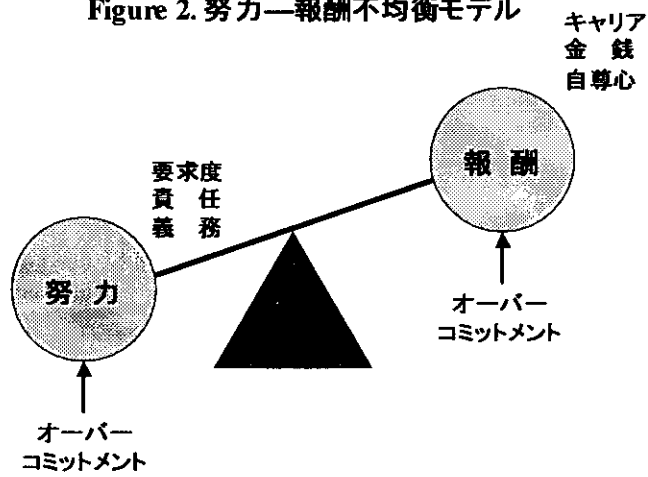 Figure 2. 努力―報酬不均衡モデル
キャリア
金 銭
自尊心
報 酬
要求度
責 任
義 務
努 力
オーバー
コミットメント
オーバー
コミットメント